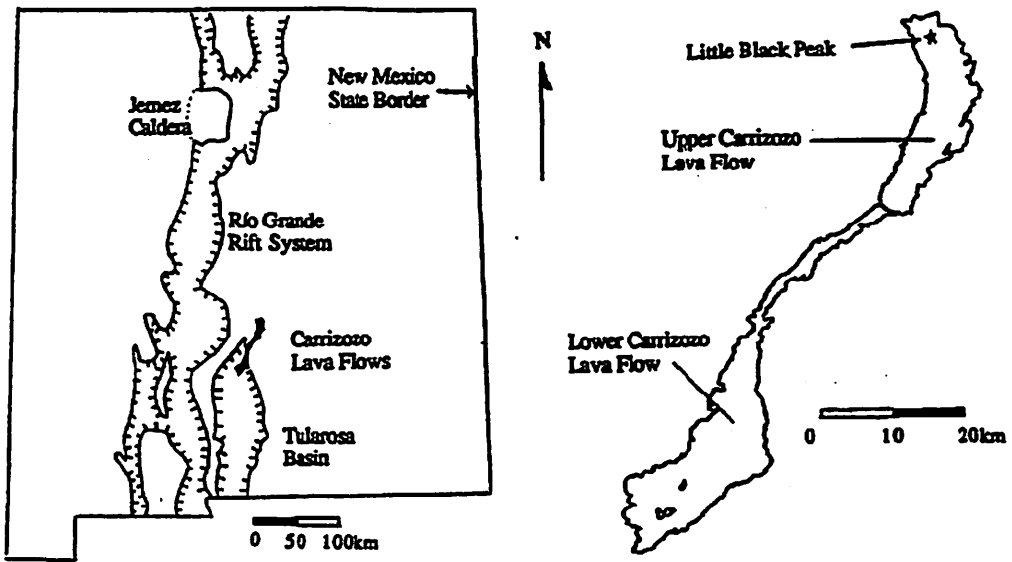 Jemez
Caldera
New Mexico
State Border
Río Grande
Rift System
Carrizozo
Lava Flows
Tularosa
Basin
0 50 100km
N
Little Black Peak
Upper Carrizozo
Lava Flow
Lower Carrizozo
Lava Flow
0 10 20km